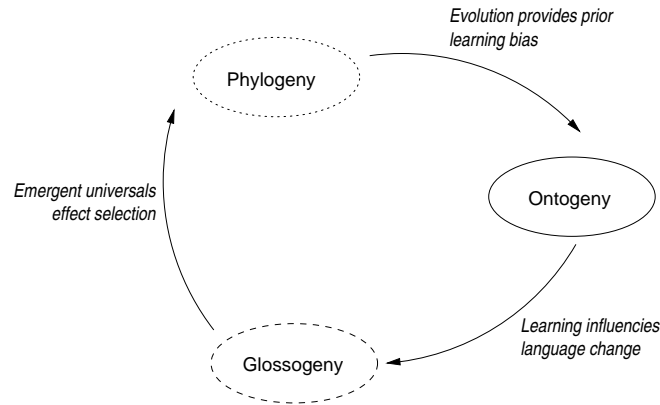 Evolution provides prior
learning bias
Phylogeny
Emergent universals
effect selection
Ontogeny
Learning influencies
language change
Glossogeny